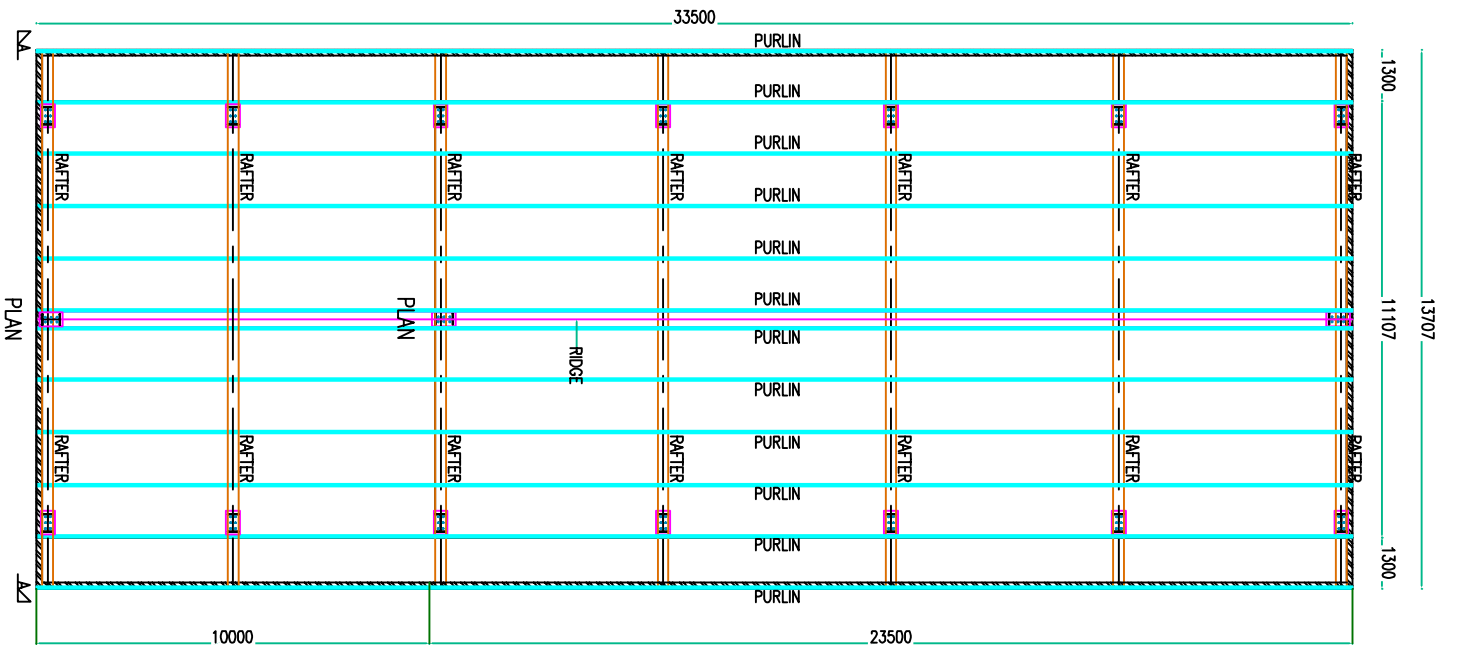 33500
A
PURLIN
1300
PURLIN
PURLIN
RAFTER
RAFTER
RAFTER
RAFTER
RAFTER
RAFTER
RAFTER
PURLIN
PURLIN
PURLIN
PLAN
PLAN
11107
13707
PURLIN
RIDGE
PURLIN
PURLIN
RAFTER
RAFTER
RAFTER
RAFTER
RAFTER
RAFTER
RAFTER
PURLIN
PURLIN
1300
A
PURLIN
10000
23500